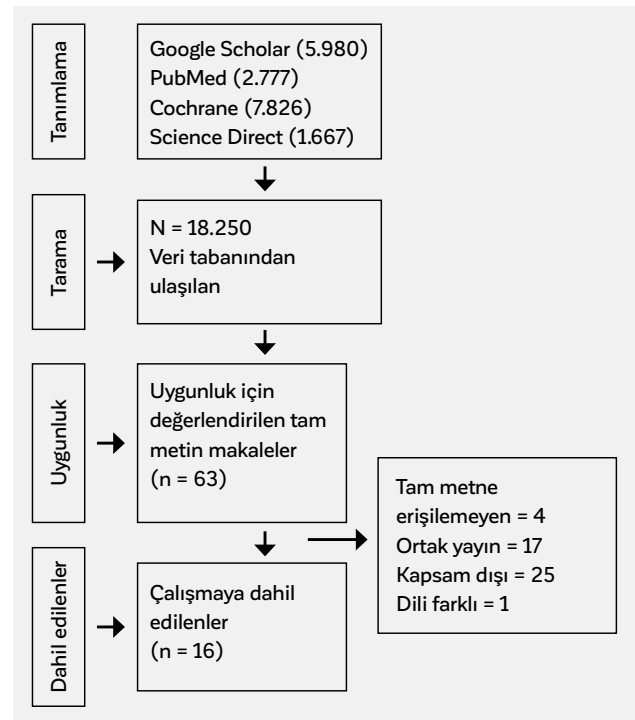 Tanımlama
Google Scholar (5.980)
PubMed (2.777)
Cochrane (7.826)
Science Direct (1.667)
Tarama
N = 18.250
Veri tabanından
ulaşılan
Uygunluk
Uygunluk için
değerlendirilen tam
metin makaleler
(n = 63)
Tam metne
erişilemeyen = 4
Ortak yayın = 17
Kapsam dışı = 25
Dili farklı = 1
Dahil edilenler
Çalışmaya dahil
edilenler
(n = 16)